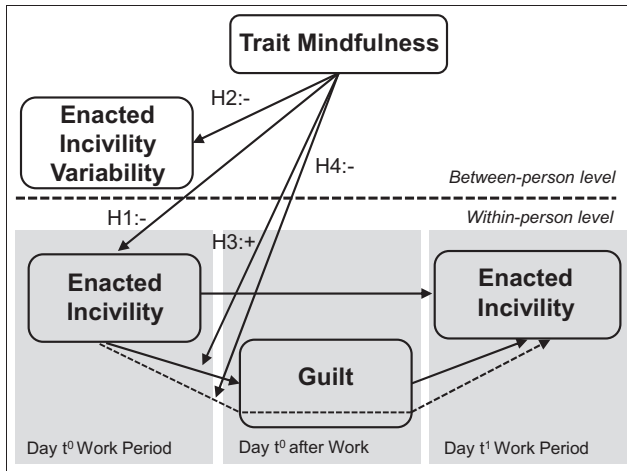 Trait Mindfulness
H2:-
Enacted
Incivility
Variability
H4:-
Between-person level
H1:-
Within-person level
H3:+
Enacted
Incivility
Enacted
Incivility
Guilt
Day t⁰ Work Period
Day t⁰ after Work
Day t¹ Work Period